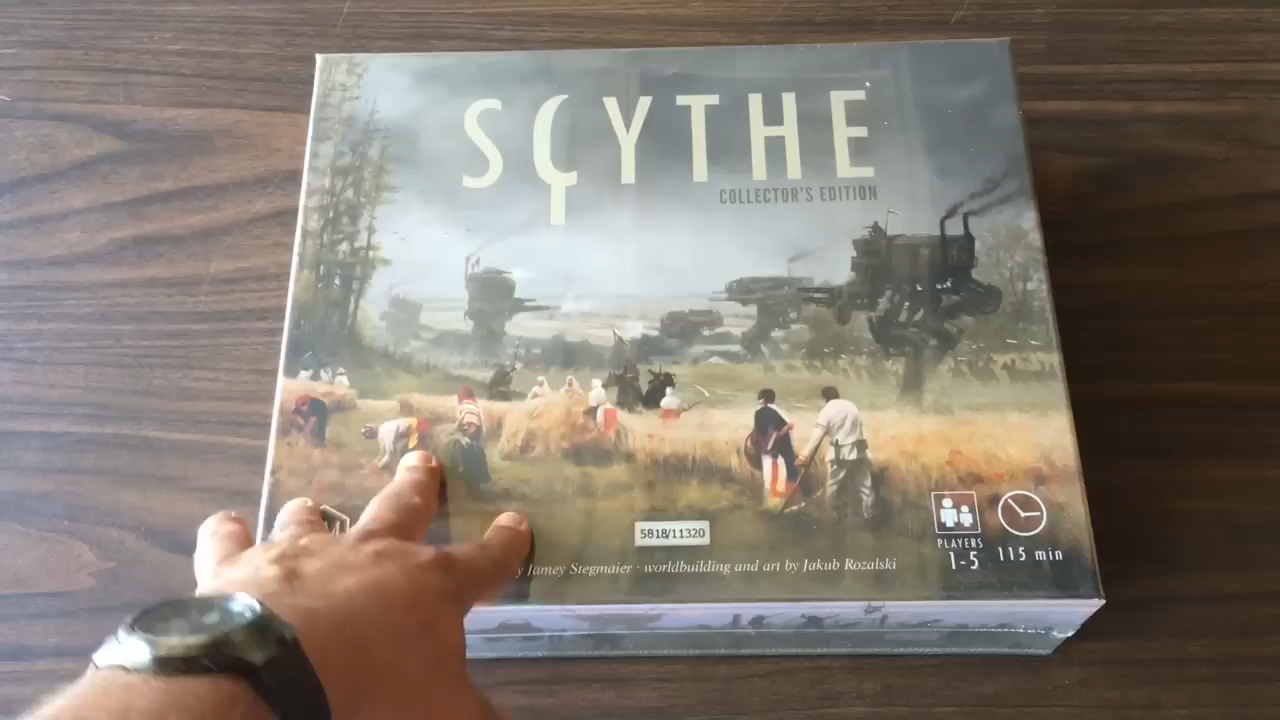 SCYTHE
COLLECTOR'S EDITION
5818/11320
Jamey Stegmaier · worldbuilding and art by Jakub Rozalski
PLAYERS
1-5
115 min